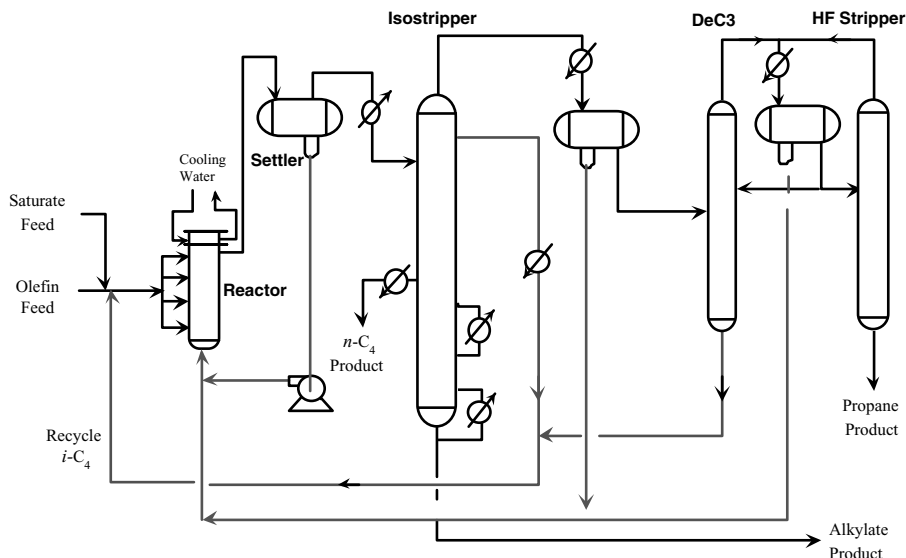 Isostripper
DeC3
HF Stripper
Settler
Cooling
Water
Saturate
Feed
Olefin
Feed
Reactor
n-C4
Product
Recycle
i-C4
Propane
Product
Alkylate
Product